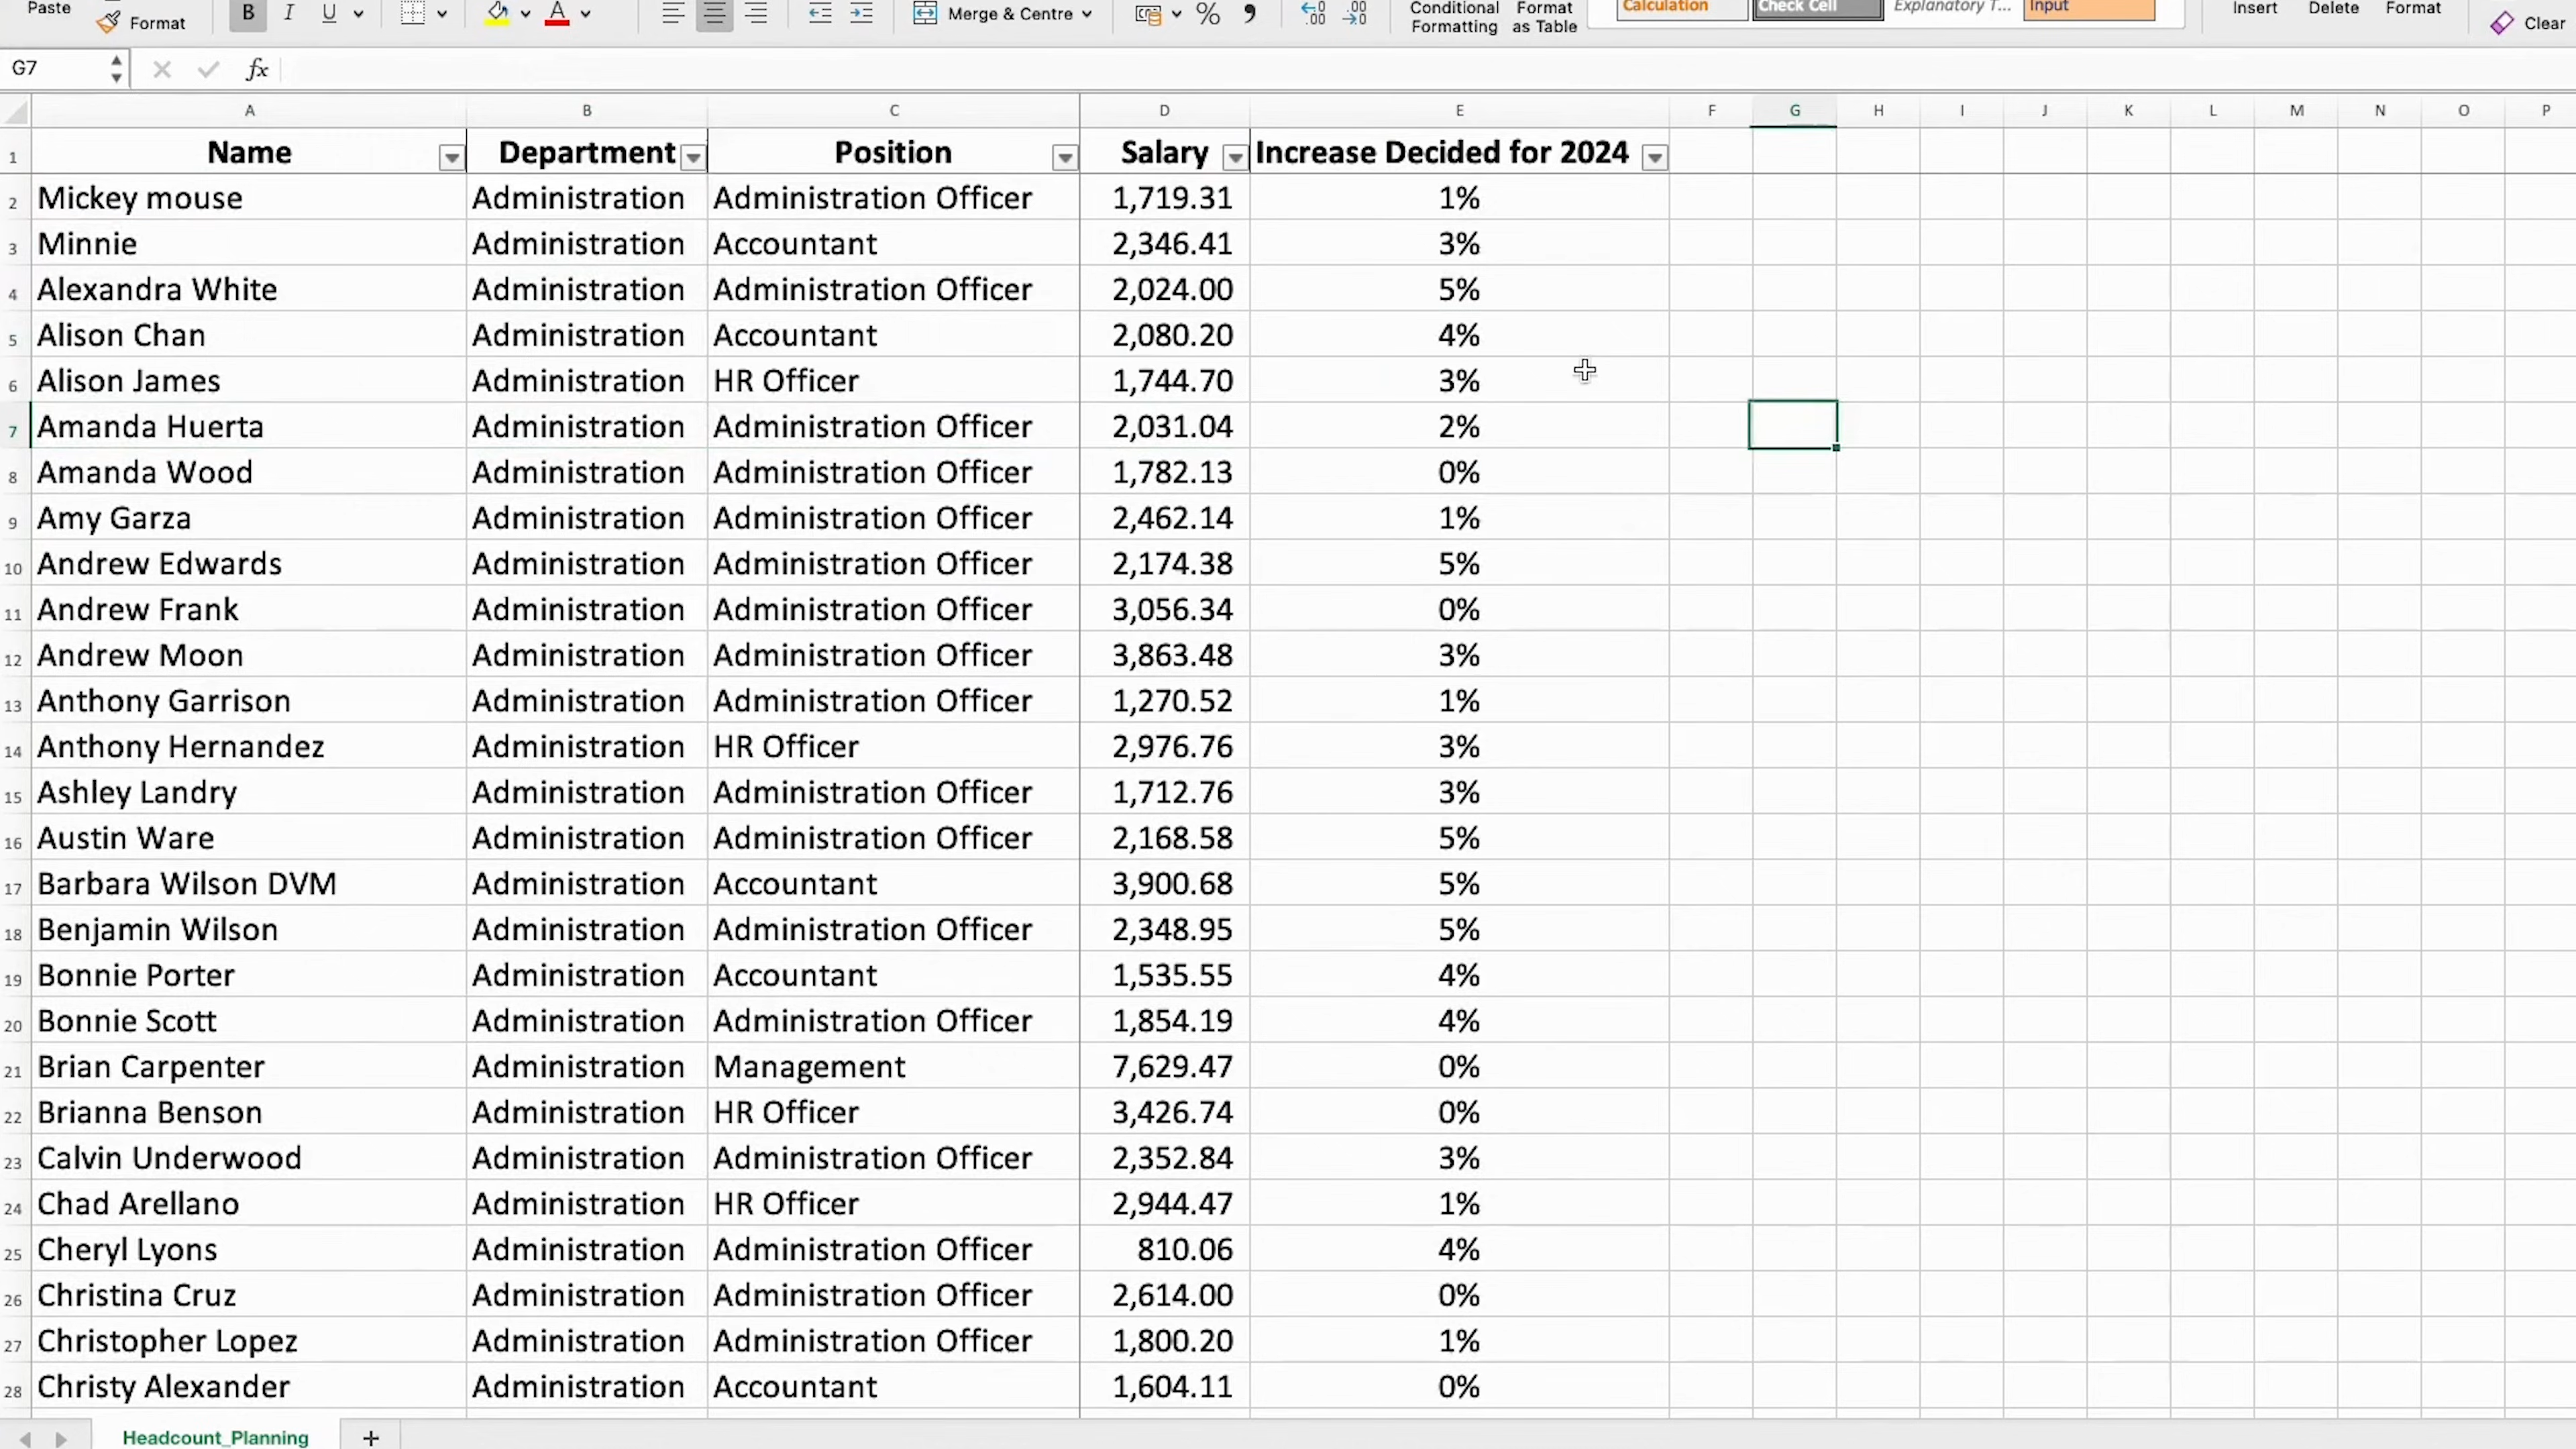 Paste
Format
B I U A
Merge & Centre
% 9
Conditional Formatting
Format as Table
Calculation Check Cell Explanatory T... Input
Insert Delete Format
Clear
G7 fx
A B C D E F G H I J K L M N O P
1 Name Department Position Salary Increase Decided for 2024
2 Mickey mouse Administration Administration Officer 1,719.31 1%
3 Minnie Administration Accountant 2,346.41 3%
4 Alexandra White Administration Administration Officer 2,024.00 5%
5 Alison Chan Administration Accountant 2,080.20 4%
6 Alison James Administration HR Officer 1,744.70 3%
7 Amanda Huerta Administration Administration Officer 2,031.04 2%
8 Amanda Wood Administration Administration Officer 1,782.13 0%
9 Amy Garza Administration Administration Officer 2,462.14 1%
10 Andrew Edwards Administration Administration Officer 2,174.38 5%
11 Andrew Frank Administration Administration Officer 3,056.34 0%
12 Andrew Moon Administration Administration Officer 3,863.48 3%
13 Anthony Garrison Administration Administration Officer 1,270.52 1%
14 Anthony Hernandez Administration HR Officer 2,976.76 3%
15 Ashley Landry Administration Administration Officer 1,712.76 3%
16 Austin Ware Administration Administration Officer 2,168.58 5%
17 Barbara Wilson DVM Administration Accountant 3,900.68 5%
18 Benjamin Wilson Administration Administration Officer 2,348.95 5%
19 Bonnie Porter Administration Accountant 1,535.55 4%
20 Bonnie Scott Administration Administration Officer 1,854.19 4%
21 Brian Carpenter Administration Management 7,629.47 0%
22 Brianna Benson Administration HR Officer 3,426.74 0%
23 Calvin Underwood Administration Administration Officer 2,352.84 3%
24 Chad Arellano Administration HR Officer 2,944.47 1%
25 Cheryl Lyons Administration Administration Officer 810.06 4%
26 Christina Cruz Administration Administration Officer 2,614.00 0%
27 Christopher Lopez Administration Administration Officer 1,800.20 1%
28 Christy Alexander Administration Accountant 1,604.11 0%
Headcount_Planning +